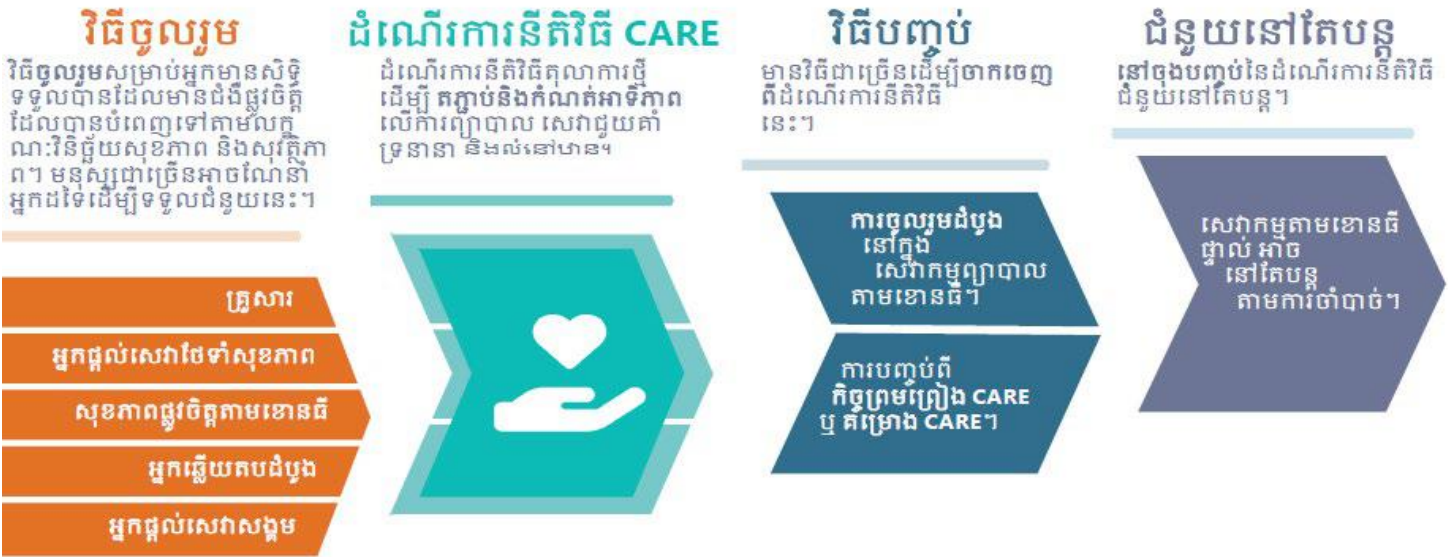 វិធីចូលរួម
វិធីចូលរួមសម្រាប់អ្នកមានសិទ្ធិ
ទទួលបានដែលមានជំងឺផ្លូវចិត្ត
ដែលបានបំពេញទៅតាមលក្ខ
ណៈវិនិច្ឆ័យសុខភាព និងសុវត្ថិភា
ព។ មនុស្សជាច្រើនអាចណែនាំ
អ្នកដទៃដើម្បីទទួលជំនួយនេះ។
គ្រួសារ
អ្នកផ្តល់សេវាថែទាំសុខភាព
សុខភាពផ្លូវចិត្តតាមខោនធី
អ្នកឆ្លើយតបដំបូង
អ្នកផ្តល់សេវាសង្គម
ដំណើរការនីតិវិធី CARE
ដំណើរការនីតិវិធីតុលាការថ្មី
ដើម្បី តភ្ជាប់និងកំណត់អាទិភាព
លើការព្យាបាល សេវាជួយគាំ
ទ្រនានា និងលំនៅឋាន។
វិធីបញ្ចប់
មានវិធីជាច្រើនដើម្បីចាកចេញ
ពីដំណើរការនីតិវិធី
នេះ។
ការចូលរួមដំបូង
នៅក្នុង
សេវាកម្មព្យាបាល
តាមខោនធី។
ការបញ្ចប់ពី
កិច្ចព្រមព្រៀង CARE
ឬ គម្រោង CARE។
ជំនួយនៅតែបន្ត
នៅចុងបញ្ចប់នៃដំណើរការនីតិវិធី
ជំនួយនៅតែបន្ត។
សេវាកម្មតាមខោនធី
ផ្ទាល់ អាច
នៅតែបន្ត
តាមការចាំបាច់។